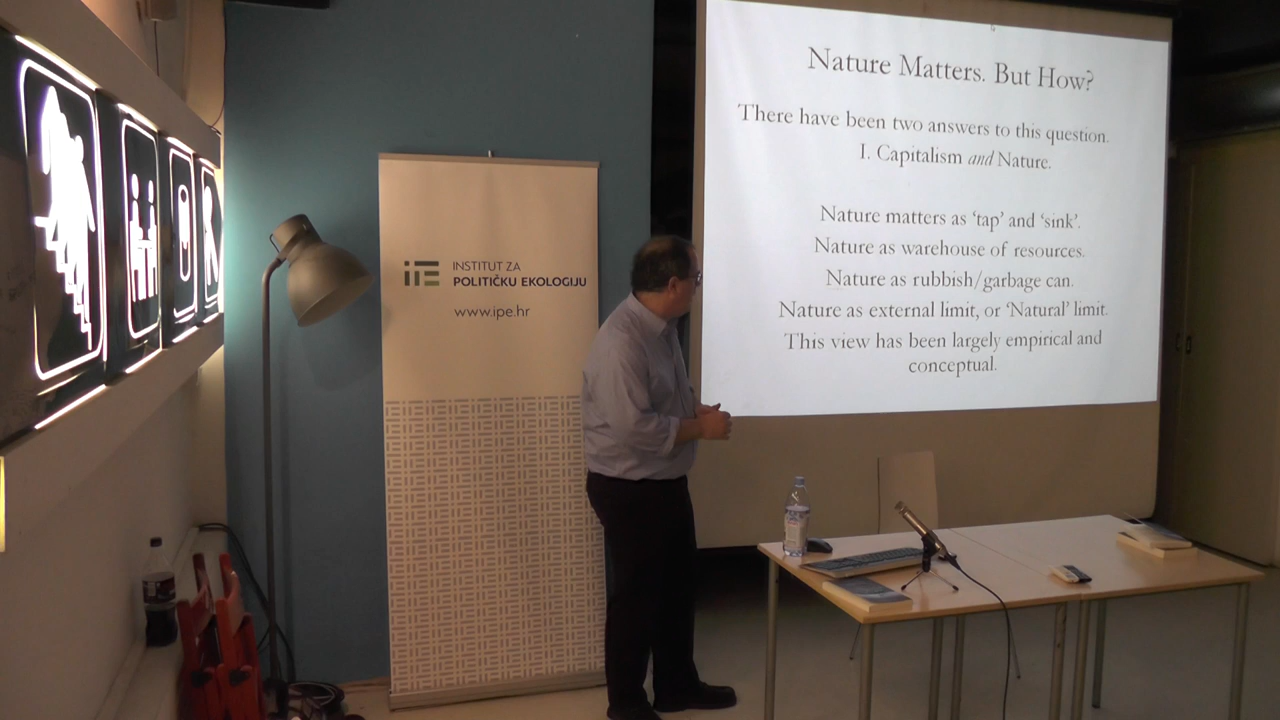 Nature Matters. But How?
There have been two answers to this question.
I. Capitalism and Nature.
Nature matters as ‘tap’ and ‘sink’.
Nature as warehouse of resources.
Nature as rubbish/garbage can.
Nature as external limit, or ‘Natural’ limit.
This view has been largely empirical and
conceptual.
INSTITUT ZA
POLITIČKU EKOLOGIJU
www.ipe.hr